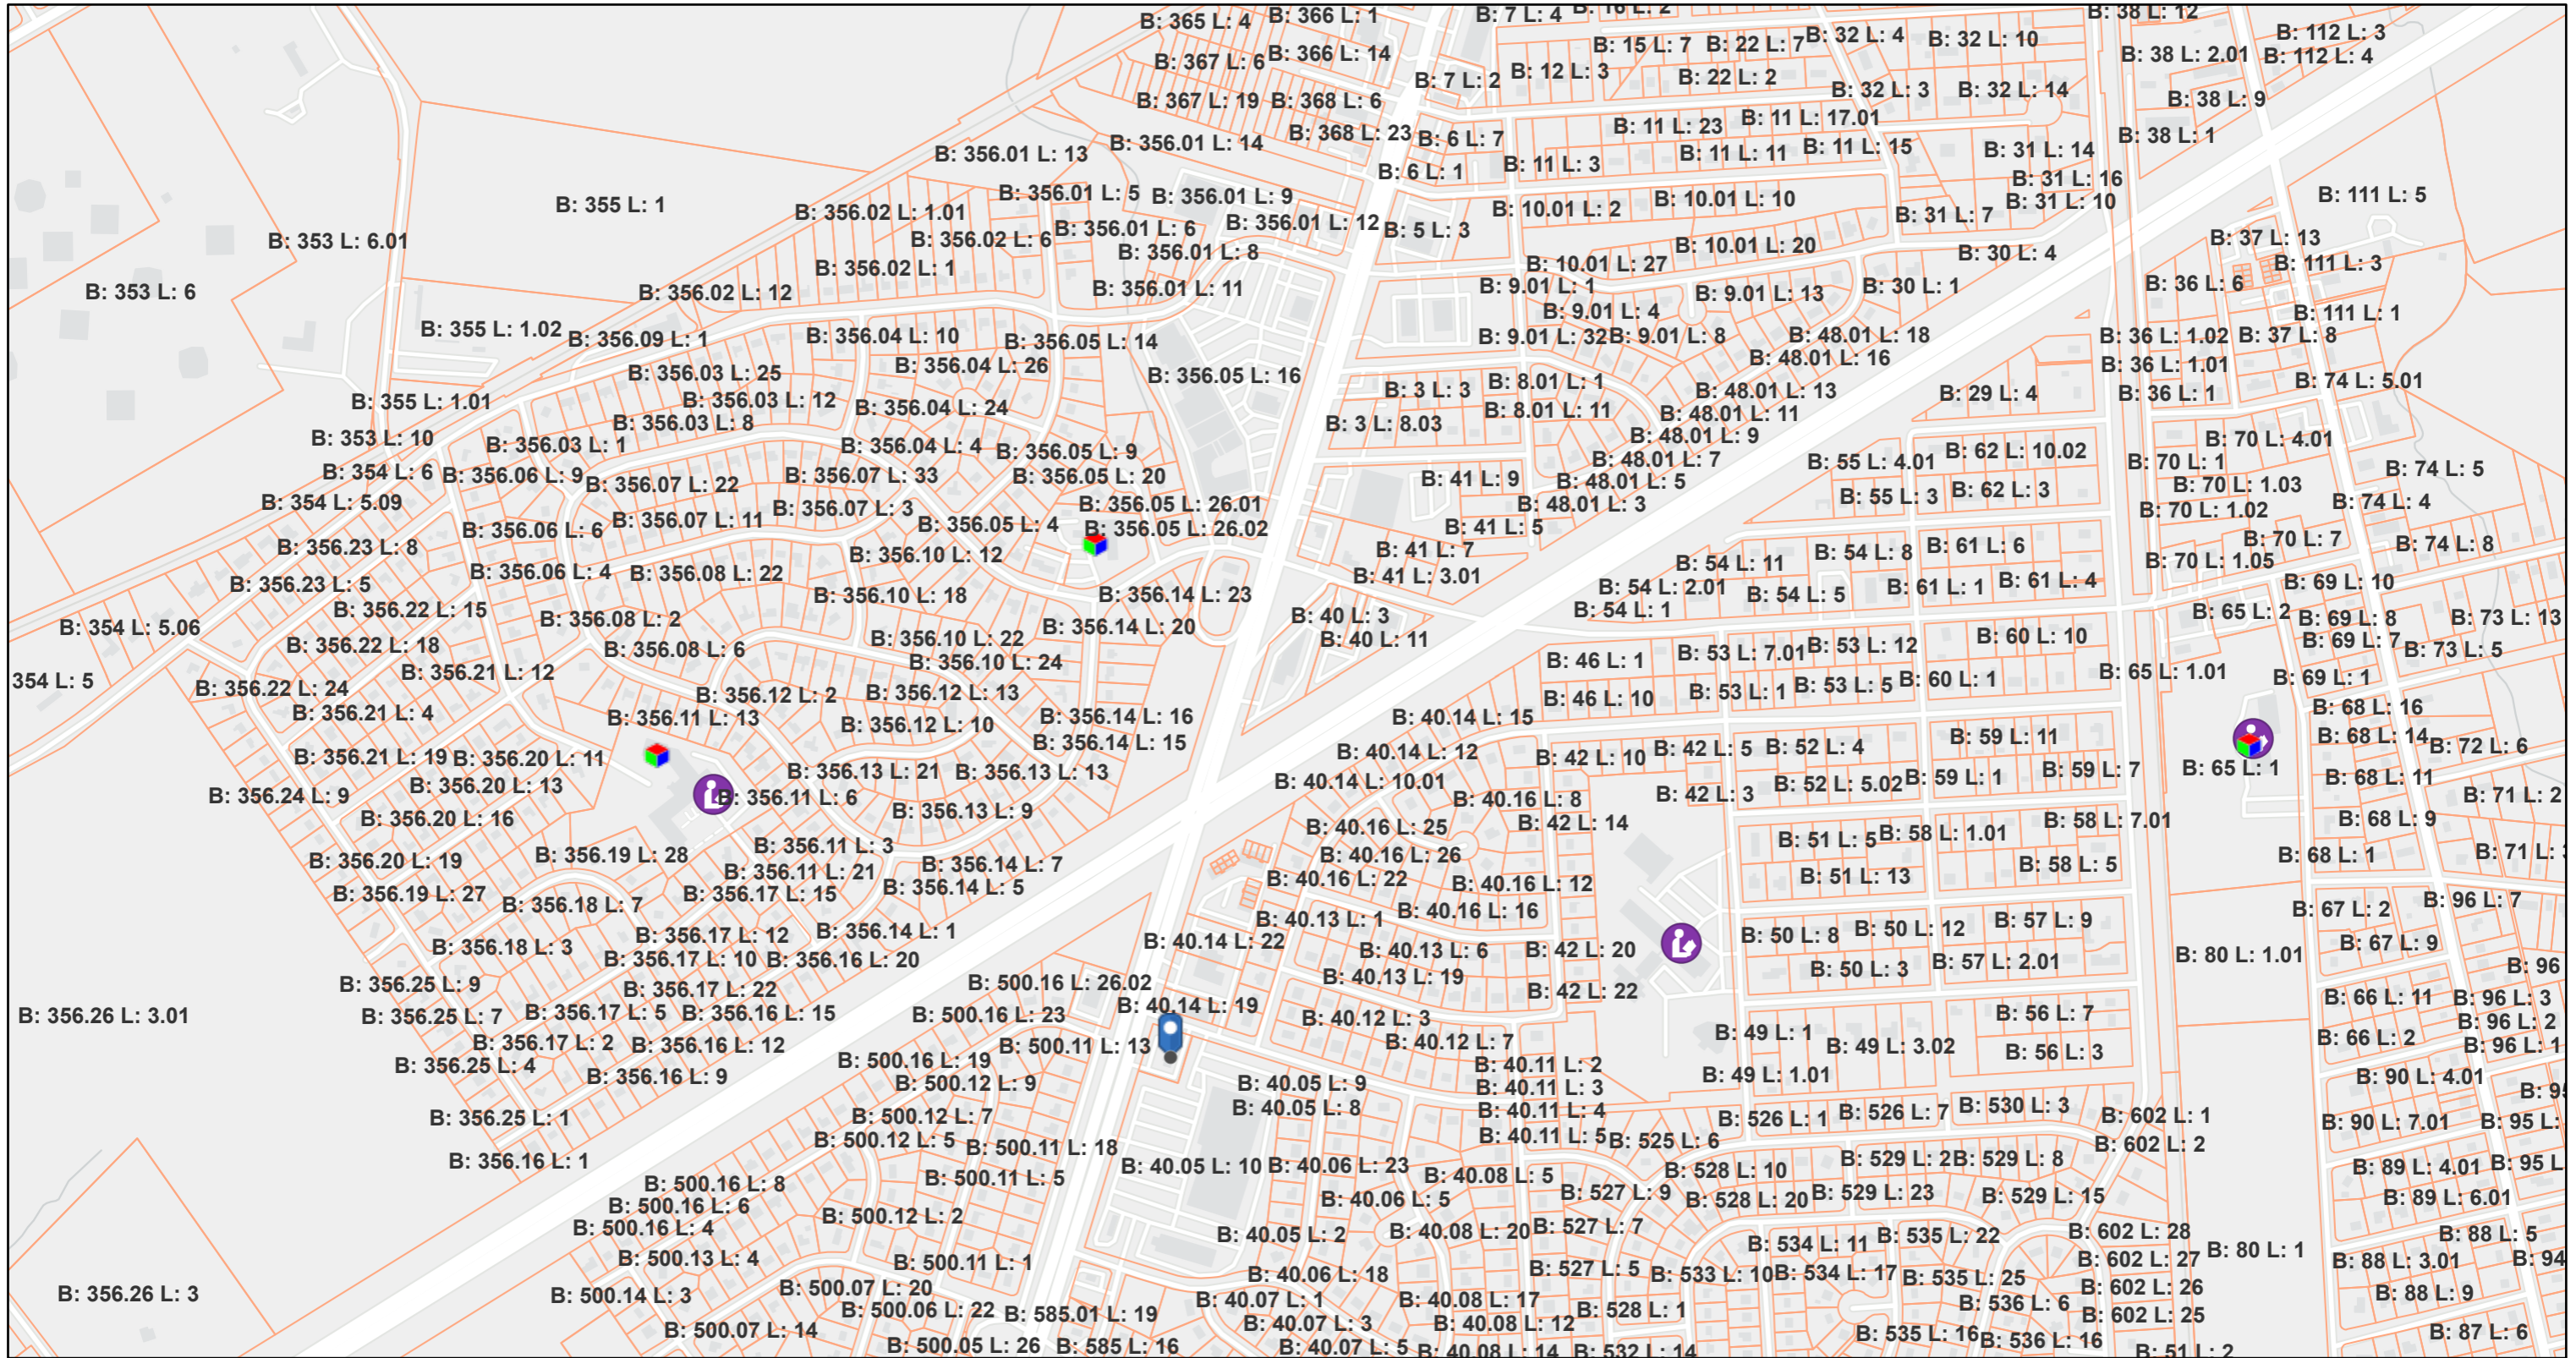 B: 365 L: 4
B: 366 L: 1
B: 7 L: 4
B: 16 L: 2
B: 38 L: 12
B: 367 L: 6
B: 366 L: 14
B: 15 L: 7
B: 22 L: 7
B: 32 L: 4
B: 32 L: 10
B: 38 L: 2.01
B: 112 L: 3
B: 112 L: 4
B: 7 L: 2
B: 12 L: 3
B: 22 L: 2
B: 32 L: 3
B: 32 L: 14
B: 38 L: 9
B: 367 L: 19
B: 368 L: 6
B: 368 L: 23
B: 6 L: 7
B: 11 L: 23
B: 11 L: 17.01
B: 38 L: 1
B: 356.01 L: 13
B: 356.01 L: 14
B: 6 L: 1
B: 11 L: 3
B: 11 L: 11
B: 11 L: 15
B: 31 L: 14
B: 31 L: 16
B: 31 L: 10
B: 355 L: 1
B: 356.02 L: 1.01
B: 356.01 L: 5
B: 356.01 L: 9
B: 10.01 L: 2
B: 10.01 L: 10
B: 31 L: 7
B: 111 L: 5
B: 353 L: 6.01
B: 356.02 L: 6
B: 356.01 L: 6
B: 356.01 L: 12
B: 5 L: 3
B: 10.01 L: 20
B: 30 L: 4
B: 37 L: 13
B: 356.02 L: 1
B: 356.01 L: 8
B: 10.01 L: 27
B: 111 L: 3
B: 353 L: 6
B: 356.02 L: 12
B: 356.01 L: 11
B: 9.01 L: 1
B: 9.01 L: 13
B: 30 L: 1
B: 36 L: 6
B: 9.01 L: 4
B: 111 L: 1
B: 355 L: 1.02
B: 356.09 L: 1
B: 356.04 L: 10
B: 356.05 L: 14
B: 9.01 L: 32
B: 9.01 L: 8
B: 48.01 L: 18
B: 36 L: 1.02
B: 37 L: 8
B: 356.03 L: 25
B: 356.04 L: 26
B: 356.05 L: 16
B: 48.01 L: 16
B: 36 L: 1.01
B: 355 L: 1.01
B: 356.03 L: 12
B: 356.04 L: 24
B: 3 L: 3
B: 8.01 L: 1
B: 48.01 L: 13
B: 29 L: 4
B: 36 L: 1
B: 74 L: 5.01
B: 353 L: 10
B: 356.03 L: 8
B: 3 L: 8.03
B: 8.01 L: 11
B: 48.01 L: 11
B: 356.03 L: 1
B: 356.04 L: 4
B: 356.05 L: 9
B: 48.01 L: 9
B: 70 L: 4.01
B: 354 L: 6
B: 356.06 L: 9
B: 356.07 L: 22
B: 356.07 L: 33
B: 356.05 L: 20
B: 41 L: 9
B: 48.01 L: 7
B: 48.01 L: 5
B: 55 L: 4.01
B: 62 L: 10.02
B: 70 L: 1
B: 74 L: 5
B: 354 L: 5.09
B: 356.07 L: 3
B: 356.05 L: 26.01
B: 48.01 L: 3
B: 55 L: 3
B: 62 L: 3
B: 70 L: 1.03
B: 70 L: 1.02
B: 74 L: 4
B: 356.06 L: 6
B: 356.07 L: 11
B: 356.05 L: 4
B: 356.05 L: 26.02
B: 41 L: 5
B: 356.23 L: 8
B: 356.10 L: 12
B: 41 L: 7
B: 54 L: 11
B: 54 L: 8
B: 61 L: 6
B: 70 L: 7
B: 74 L: 8
B: 356.23 L: 5
B: 356.06 L: 4
B: 356.08 L: 22
B: 41 L: 3.01
B: 54 L: 2.01
B: 54 L: 5
B: 61 L: 1
B: 61 L: 4
B: 70 L: 1.05
B: 69 L: 10
B: 356.22 L: 15
B: 356.10 L: 18
B: 356.14 L: 23
B: 54 L: 1
B: 65 L: 2
B: 69 L: 8
B: 73 L: 13
B: 354 L: 5.06
B: 356.08 L: 2
B: 356.14 L: 20
B: 40 L: 3
B: 40 L: 11
B: 356.22 L: 18
B: 356.08 L: 6
B: 356.10 L: 22
B: 53 L: 7.01
B: 53 L: 12
B: 60 L: 10
B: 69 L: 7
B: 73 L: 5
354 L: 5
B: 356.21 L: 12
B: 356.10 L: 24
B: 46 L: 1
B: 60 L: 1
B: 65 L: 1.01
B: 69 L: 1
B: 356.22 L: 24
B: 356.12 L: 2
B: 356.12 L: 13
B: 46 L: 10
B: 53 L: 1
B: 53 L: 5
B: 356.21 L: 4
B: 356.11 L: 13
B: 356.12 L: 10
B: 356.14 L: 16
B: 40.14 L: 15
B: 68 L: 16
B: 356.21 L: 19
B: 356.20 L: 11
B: 356.14 L: 15
B: 40.14 L: 12
B: 42 L: 10
B: 42 L: 5
B: 52 L: 4
B: 59 L: 11
B: 68 L: 14
B: 72 L: 6
B: 356.20 L: 13
B: 356.13 L: 21
B: 356.13 L: 13
B: 40.14 L: 10.01
B: 52 L: 5.02
B: 59 L: 1
B: 59 L: 7
B: 65 L: 1
B: 68 L: 11
B: 356.24 L: 9
B: 356.11 L: 6
B: 356.13 L: 9
B: 40.16 L: 8
B: 42 L: 3
B: 71 L: 2
B: 356.20 L: 16
B: 40.16 L: 25
B: 42 L: 14
B: 51 L: 5
B: 58 L: 1.01
B: 58 L: 7.01
B: 68 L: 9
B: 356.20 L: 19
B: 356.19 L: 28
B: 356.11 L: 3
B: 356.14 L: 7
B: 40.16 L: 26
B: 58 L: 5
B: 68 L: 1
B: 71 L:
B: 356.19 L: 27
B: 356.11 L: 21
B: 356.17 L: 15
B: 356.14 L: 5
B: 40.16 L: 22
B: 40.16 L: 12
B: 51 L: 13
B: 356.18 L: 7
B: 40.13 L: 1
B: 40.16 L: 16
B: 67 L: 2
B: 96 L: 7
B: 356.18 L: 3
B: 356.17 L: 12
B: 356.14 L: 1
B: 40.14 L: 22
B: 40.13 L: 6
B: 42 L: 20
B: 50 L: 8
B: 50 L: 12
B: 57 L: 9
B: 67 L: 9
B: 356.17 L: 10
B: 356.16 L: 20
B: 40.13 L: 19
B: 50 L: 3
B: 57 L: 2.01
B: 80 L: 1.01
B: 96
B: 356.25 L: 9
B: 356.17 L: 22
B: 500.16 L: 26.02
B: 42 L: 22
B: 66 L: 11
B: 96 L: 3
B: 356.26 L: 3.01
B: 356.25 L: 7
B: 356.17 L: 5
B: 356.16 L: 15
B: 500.16 L: 23
B: 40.14 L: 19
B: 40.12 L: 3
B: 56 L: 7
B: 96 L: 2
B: 356.17 L: 2
B: 356.16 L: 12
B: 500.11 L: 13
B: 40.12 L: 7
B: 49 L: 1
B: 49 L: 3.02
B: 56 L: 3
B: 66 L: 2
B: 96 L: 1
B: 356.25 L: 4
B: 356.16 L: 9
B: 500.16 L: 19
B: 500.12 L: 9
B: 40.05 L: 9
B: 40.11 L: 2
B: 40.11 L: 3
B: 49 L: 1.01
B: 90 L: 4.01
B: 356.25 L: 1
B: 500.12 L: 7
B: 40.05 L: 8
B: 40.11 L: 4
B: 526 L: 1
B: 526 L: 7
B: 530 L: 3
B: 602 L: 1
B: 90 L: 7.01
B: 95 L:
B: 500.12 L: 5
B: 500.11 L: 18
B: 40.11 L: 5
B: 525 L: 6
B: 602 L: 2
B: 356.16 L: 1
B: 500.11 L: 5
B: 40.05 L: 10
B: 40.06 L: 23
B: 40.08 L: 5
B: 528 L: 10
B: 529 L: 2
B: 529 L: 8
B: 89 L: 4.01
B: 95 L
B: 500.16 L: 8
B: 500.16 L: 6
B: 40.06 L: 5
B: 527 L: 9
B: 528 L: 20
B: 529 L: 23
B: 529 L: 15
B: 89 L: 6.01
B: 500.16 L: 4
B: 500.12 L: 2
B: 40.05 L: 2
B: 40.08 L: 20
B: 527 L: 7
B: 534 L: 11
B: 535 L: 22
B: 602 L: 28
B: 88 L: 5
B: 500.13 L: 4
B: 500.11 L: 1
B: 40.06 L: 18
B: 527 L: 5
B: 533 L: 10
B: 534 L: 17
B: 535 L: 25
B: 602 L: 27
B: 80 L: 1
B: 88 L: 3.01
B: 94
B: 356.26 L: 3
B: 500.14 L: 3
B: 500.07 L: 20
B: 40.07 L: 1
B: 40.08 L: 17
B: 528 L: 1
B: 536 L: 6
B: 602 L: 26
B: 88 L: 9
B: 500.06 L: 22
B: 585.01 L: 19
B: 40.07 L: 3
B: 40.08 L: 12
B: 602 L: 25
B: 500.07 L: 14
B: 500.05 L: 26
B: 585 L: 16
B: 40.07 L: 5
B: 40.08 L: 14
B: 532 L: 14
B: 535 L: 16
B: 536 L: 16
B: 51 L: 2
B: 87 L: 6